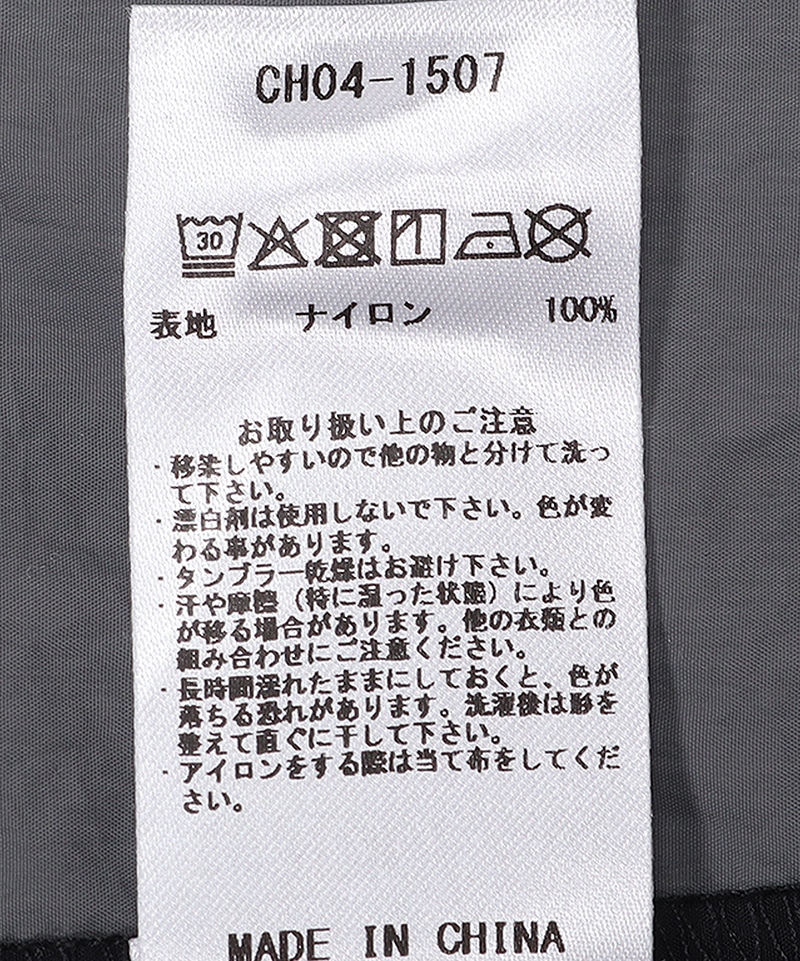 CH04-1507
30
表地 ナイロン 100%
お取り扱い上のご注意
・移染しやすいので他の物と分けて洗っ
て下さい。
・漂白剤は使用しないで下さい。色が変
わる事があります。
・タンブラー乾燥はお避け下さい。
・汗や摩擦（特に湿った状態）により色
が移る場合があります。他の衣類との
組み合わせにご注意ください。
・長時間濡れたままにしておくと、色が
落ちる恐れがあります。洗濯後は形を
整えて直ぐに干して下さい。
・アイロンをする際は当て布をしてくだ
さい。
MADE IN CHINA